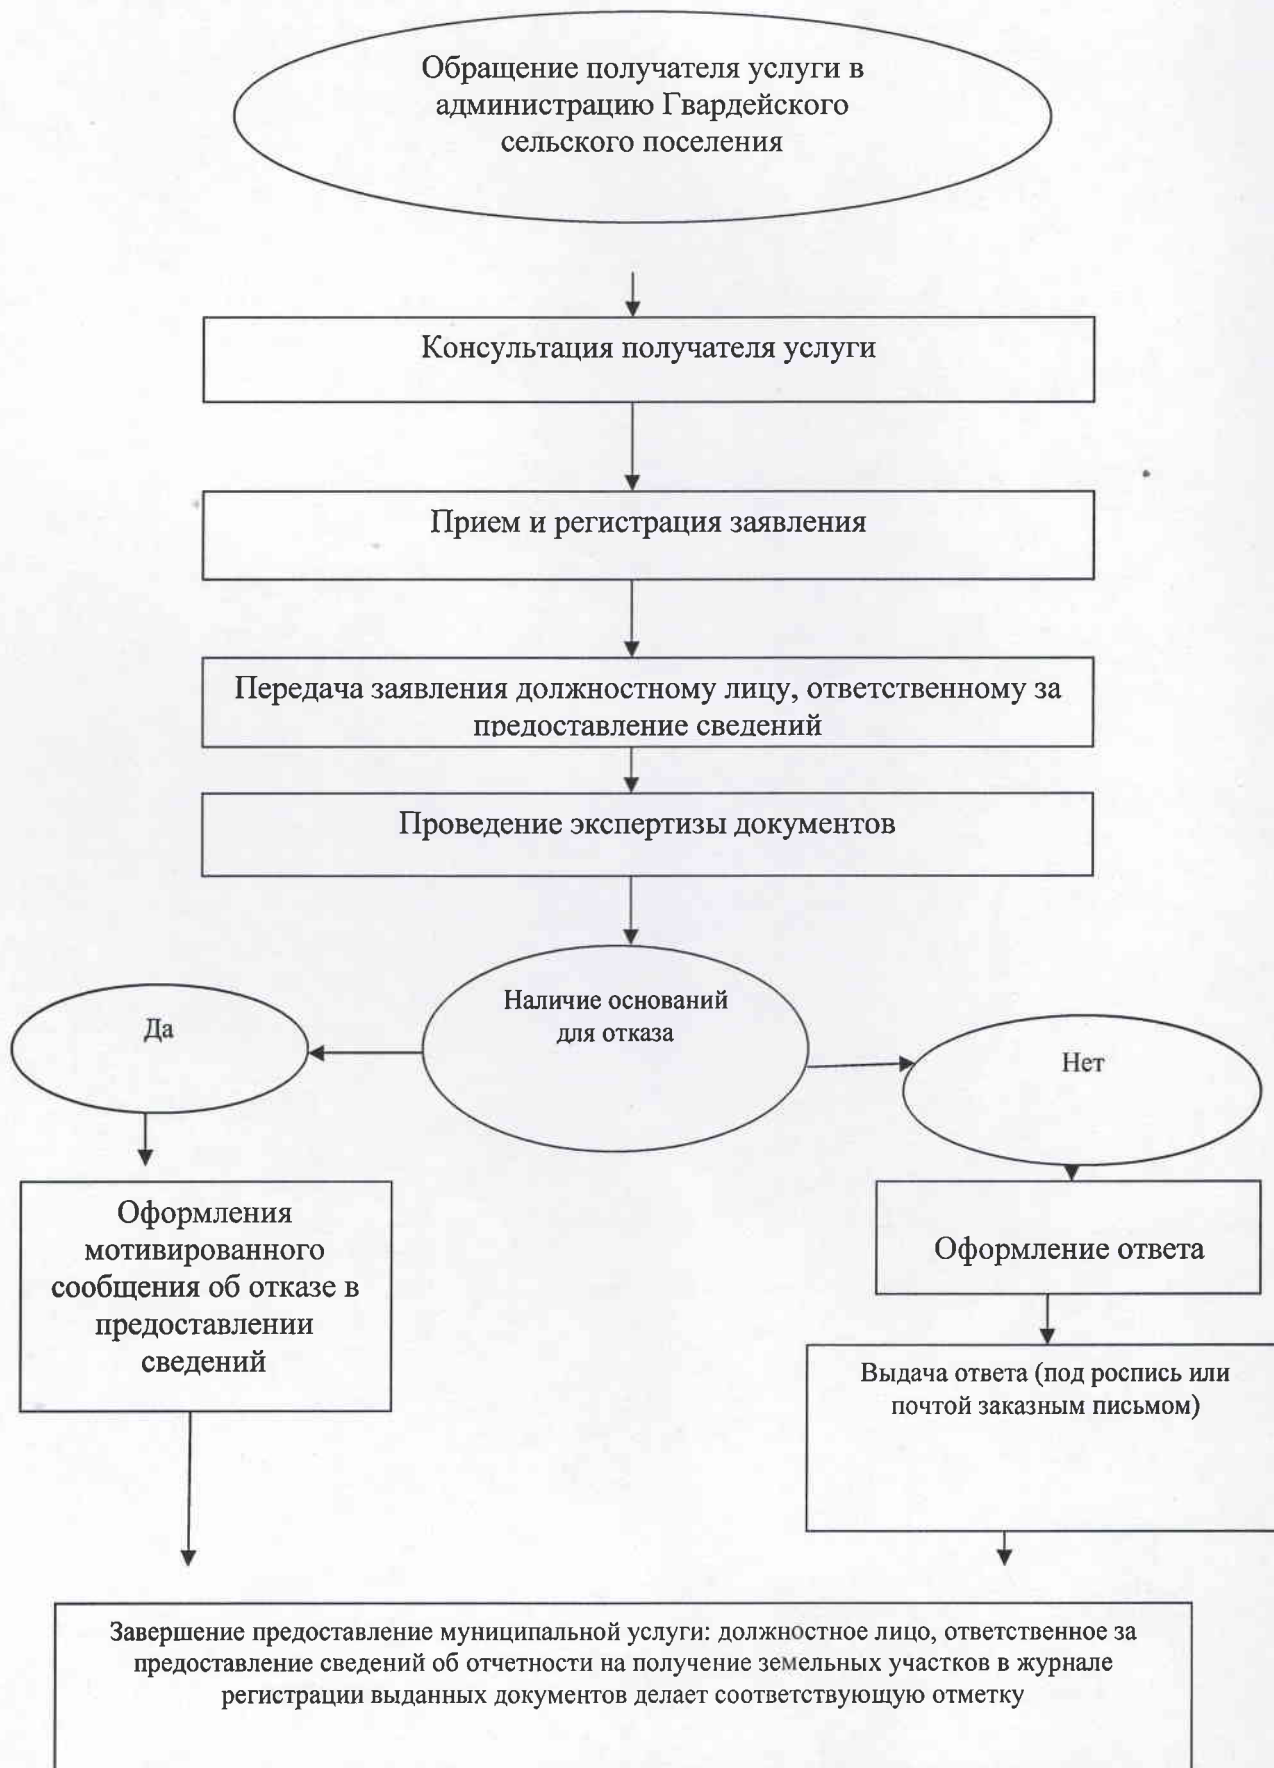 Обращение получателя услуги в
администрацию Гвардейского
сельского поселения
Консультация получателя услуги
Прием и регистрация заявления
Передача заявления должностному лицу, ответственному за
предоставление сведений
Проведение экспертизы документов
Наличие оснований
для отказа
Да
Нет
Оформления
мотивированного
сообщения об отказе в
предоставлении
сведений
Оформление ответа
Выдача ответа (под роспись или
почтой заказным письмом)
Завершение предоставление муниципальной услуги: должностное лицо, ответственное за
предоставление сведений об отчетности на получение земельных участков в журнале
регистрации выданных документов делает соответствующую отметку